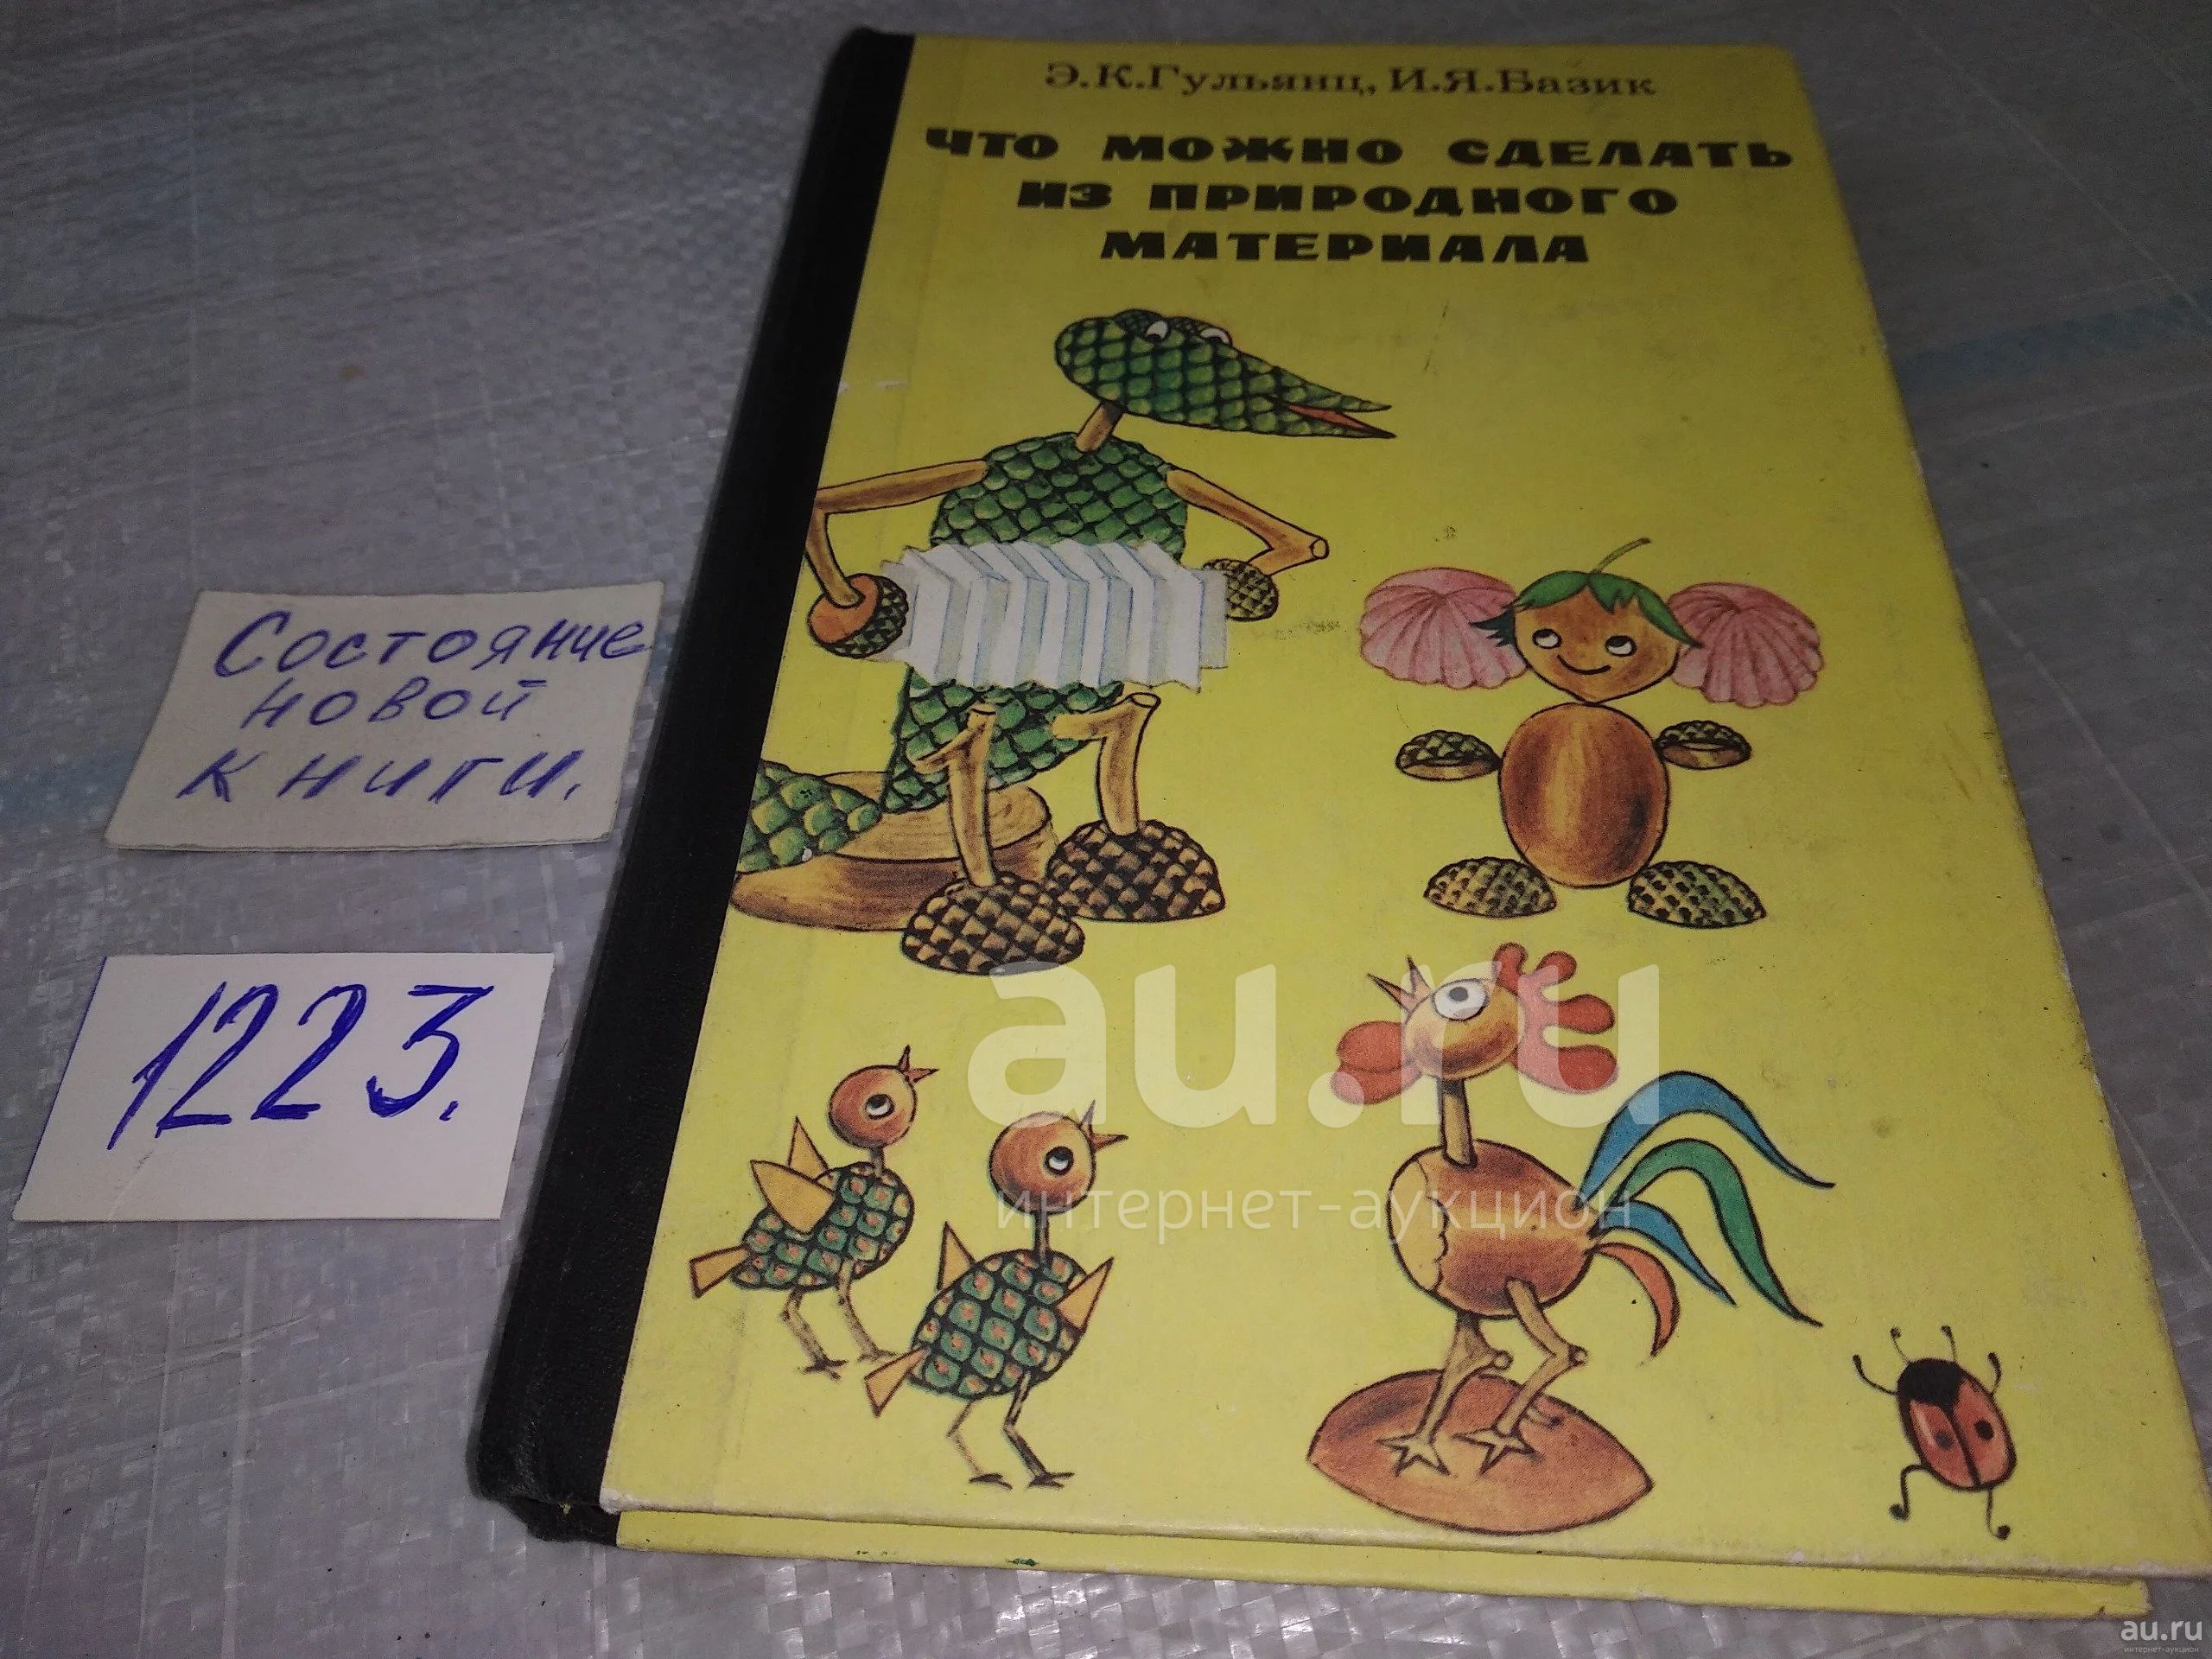 Э.К.Гульянц, И.Я.Базик
ЧТО МОЖНО СДЕЛАТЬ
ИЗ ПРИРОДНОГО
МАТЕРИАЛА
Состояние
новой
книги.
1223.
au.ru
интернет-аукцион
au.ru
интернет-аукцион